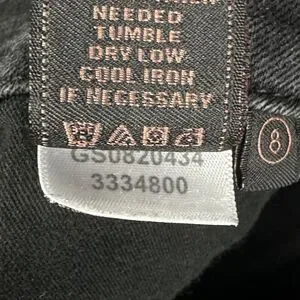 NEEDED
TUMBLE
DRY LOW
COOL IRON
IF NECESSARY
8
GS0820434
3334800